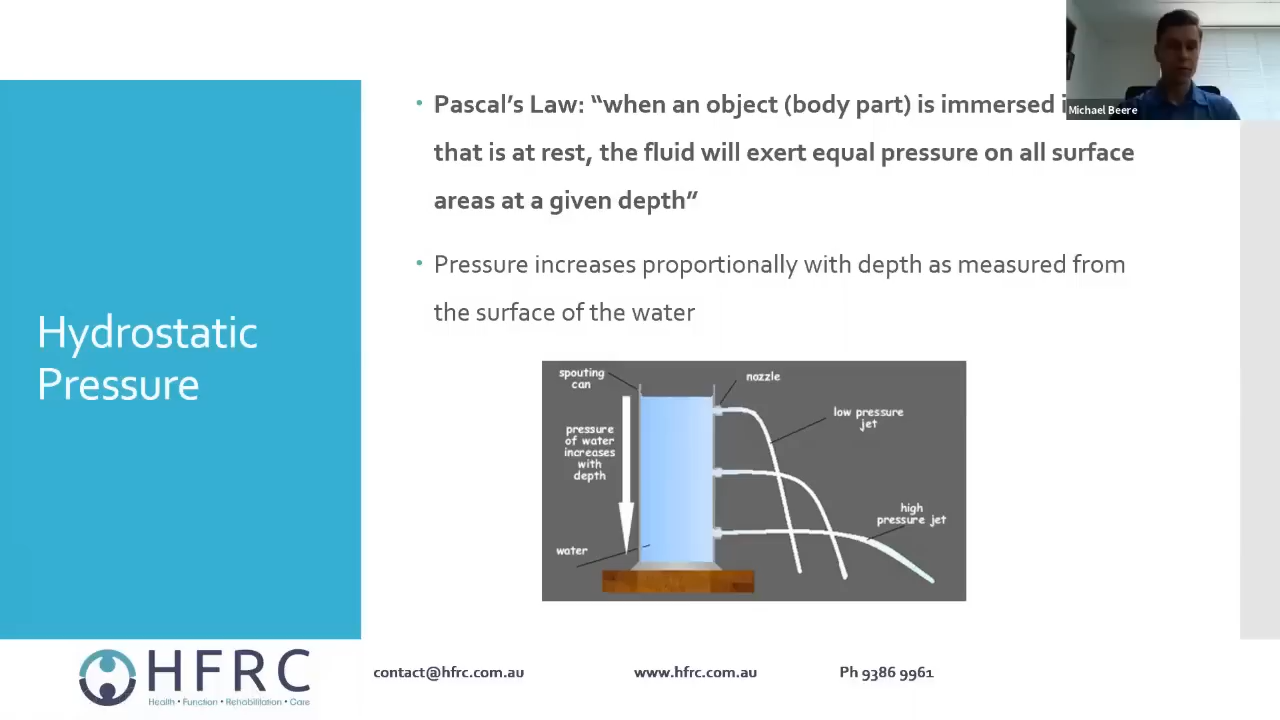 Michael Beere
Hydrostatic
Pressure
• Pascal’s Law: “when an object (body part) is immersed
that is at rest, the fluid will exert equal pressure on all surface
areas at a given depth”
• Pressure increases proportionally with depth as measured from
the surface of the water
spouting
can
nozzle
low pressure
jet
pressure
of water
increases
with
depth
high
pressure jet
water
HFRC
Health • Function • Rehabilitation • Care
contact@hfrc.com.au
www.hfrc.com.au
Ph 9386 9961